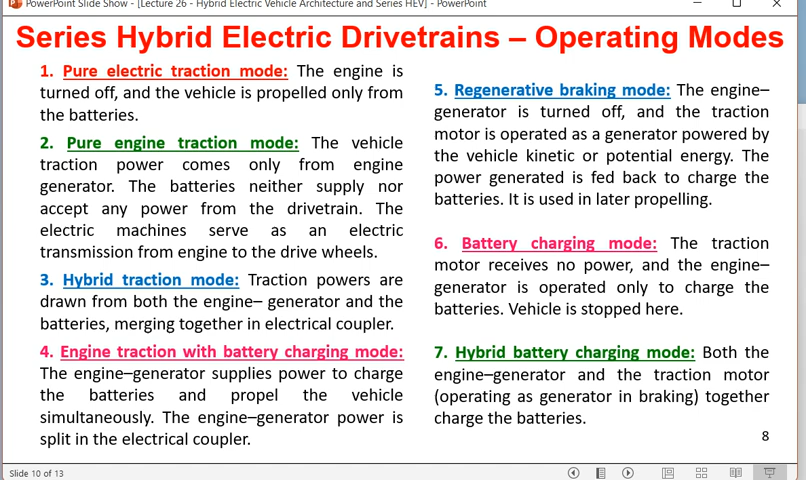 PowerPoint Slide Show - [Lecture 26 - Hybrid Electric Vehicle Architecture and Series HEV] - PowerPoint
Series Hybrid Electric Drivetrains – Operating Modes
1. Pure electric traction mode: The engine is
turned off, and the vehicle is propelled only from
the batteries.
2. Pure engine traction mode: The vehicle
traction power comes only from engine
generator. The batteries neither supply nor
accept any power from the drivetrain. The
electric machines serve as an electric
transmission from engine to the drive wheels.
3. Hybrid traction mode: Traction powers are
drawn from both the engine– generator and the
batteries, merging together in electrical coupler.
4. Engine traction with battery charging mode:
The engine–generator supplies power to charge
the batteries and propel the vehicle
simultaneously. The engine–generator power is
split in the electrical coupler.
5. Regenerative braking mode: The engine–
generator is turned off, and the traction
motor is operated as a generator powered by
the vehicle kinetic or potential energy. The
power generated is fed back to charge the
batteries. It is used in later propelling.
6. Battery charging mode: The traction
motor receives no power, and the engine–
generator is operated only to charge the
batteries. Vehicle is stopped here.
7. Hybrid battery charging mode: Both the
engine–generator and the traction motor
(operating as generator in braking) together
charge the batteries.
8
Slide 10 of 13